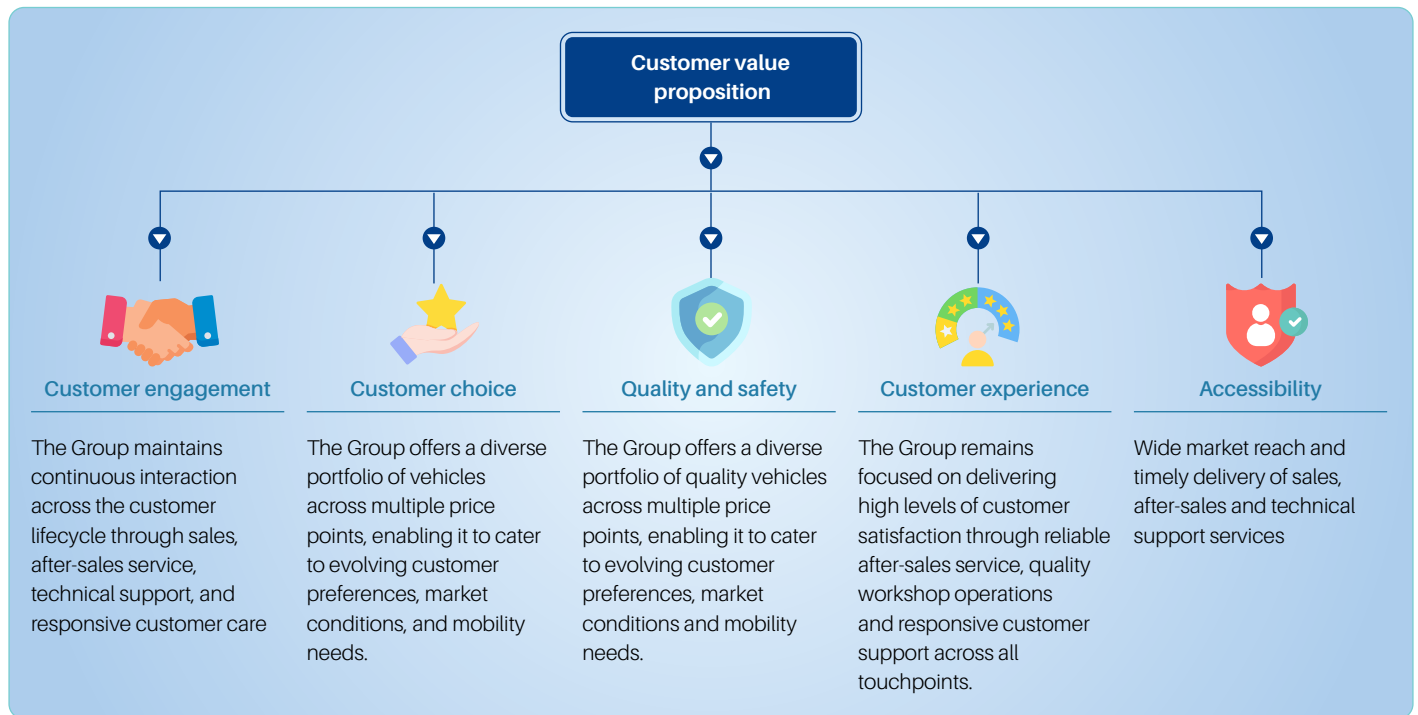 Customer value
proposition
Customer engagement
The Group maintains
continuous interaction
across the customer
lifecycle through sales,
after-sales service,
technical support, and
responsive customer care
Customer choice
The Group offers a diverse
portfolio of vehicles
across multiple price
points, enabling it to cater
to evolving customer
preferences, market
conditions, and mobility
needs.
Quality and safety
The Group offers a diverse
portfolio of quality vehicles
across multiple price
points, enabling it to cater
to evolving customer
preferences, market
conditions and mobility
needs.
Customer experience
The Group remains
focused on delivering
high levels of customer
satisfaction through reliable
after-sales service, quality
workshop operations
and responsive customer
support across all
touchpoints.
Accessibility
Wide market reach and
timely delivery of sales,
after-sales and technical
support services